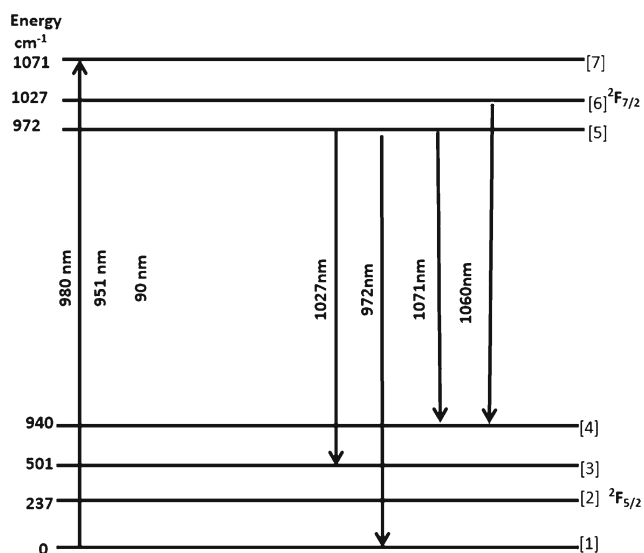 Energy
cm-1
1071
[7]
1027
[6] 2F7/2
972
[5]
980 nm
951 nm
90 nm
1027nm
972nm
1071nm
1060nm
940
[4]
501
[3]
237
[2] 2F5/2
0
[1]